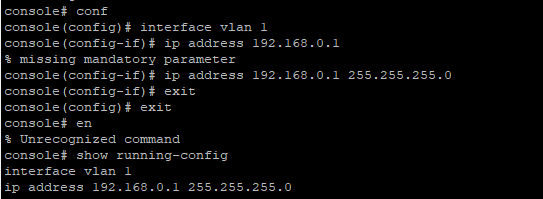 console# conf
console(config)# interface vlan 1
console(config-if)# ip address 192.168.0.1
% missing mandatory parameter
console(config-if)# ip address 192.168.0.1 255.255.255.0
console(config-if)# exit
console(config)# exit
console# en
% Unrecognized command
console# show running-config
interface vlan 1
ip address 192.168.0.1 255.255.255.0